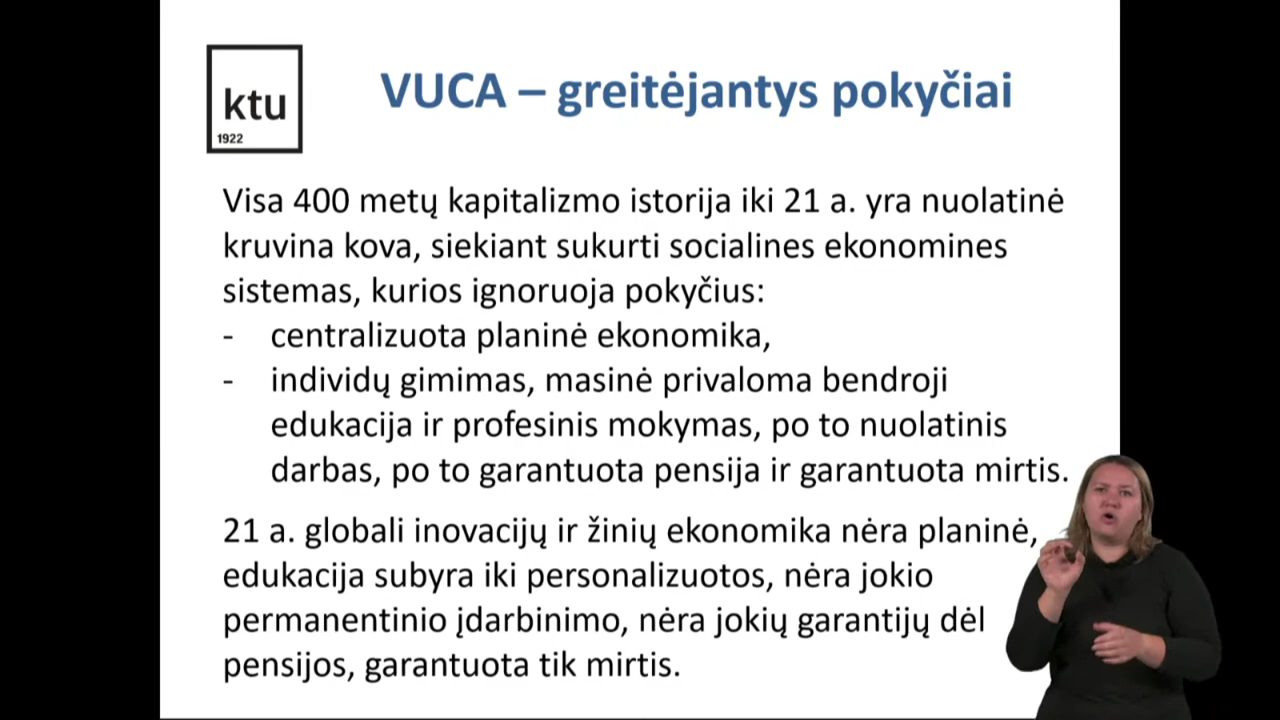 ktu
1922
VUCA – greitėjantys pokyčiai
Visa 400 metų kapitalizmo istorija iki 21 a. yra nuolatinė
kruvina kova, siekiant sukurti socialines ekonomines
sistemas, kurios ignoruoja pokyčius:
- centralizuota planinė ekonomika,
- individų gimimas, masinė privaloma bendroji
edukacija ir profesinis mokymas, po to nuolatinis
darbas, po to garantuota pensija ir garantuota mirtis.
21 a. globali inovacijų ir žinių ekonomika nėra planinė,
edukacija subyra iki personalizuotos, nėra jokio
permanentinio įdarbinimo, nėra jokių garantijų dėl
pensijos, garantuota tik mirtis.